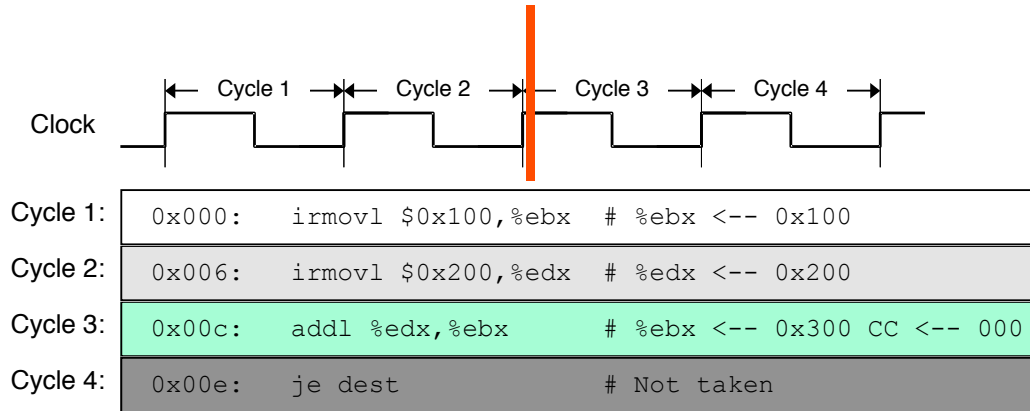 Cycle 1 Cycle 2 Cycle 3 Cycle 4
Clock
Cycle 1: 0x000: irmovl $0x100,%ebx # %ebx <-- 0x100
Cycle 2: 0x006: irmovl $0x200,%edx # %edx <-- 0x200
Cycle 3: 0x00c: addl %edx,%ebx # %ebx <-- 0x300 CC <-- 000
Cycle 4: 0x00e: je dest # Not taken